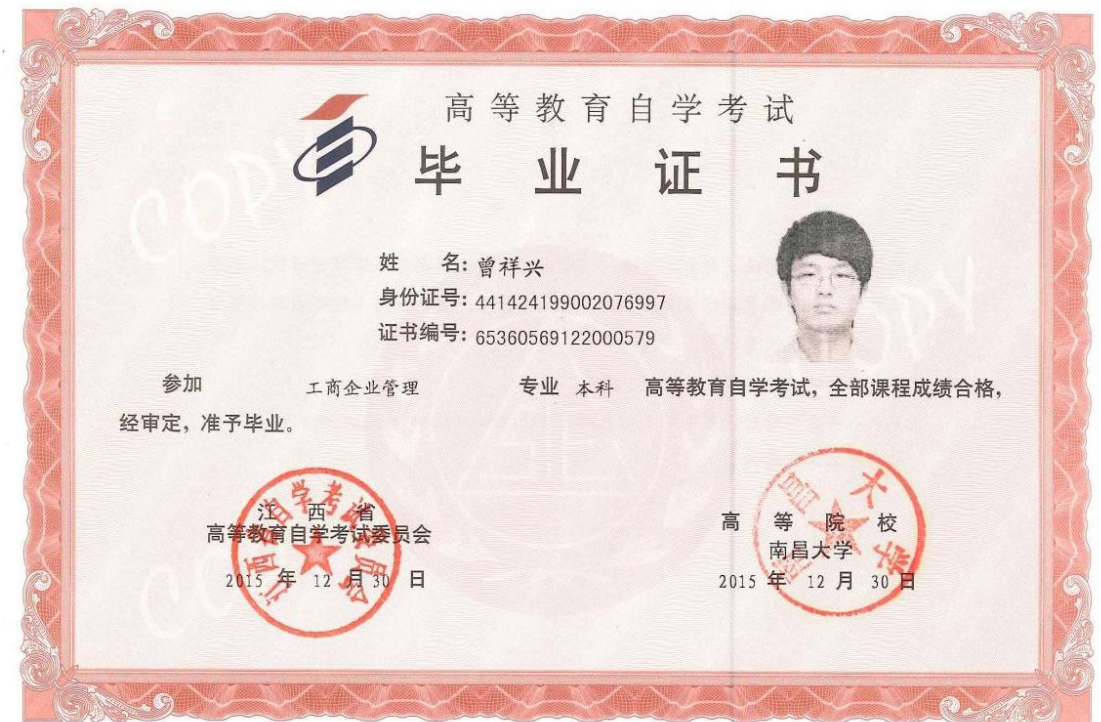 高等教育自学考试
毕业证书
姓 名: 曾祥兴
身份证号: 441424199002076997
证书编号: 65360569122000579
参加 工商企业管理 专业 本科 高等教育自学考试，全部课程成绩合格，
经审定，准予毕业。
江西省
高等教育自学考试委员会
2015 年 12 月 30 日
高等院校
南昌大学
2015 年 12 月 30 日
COPY
COPY